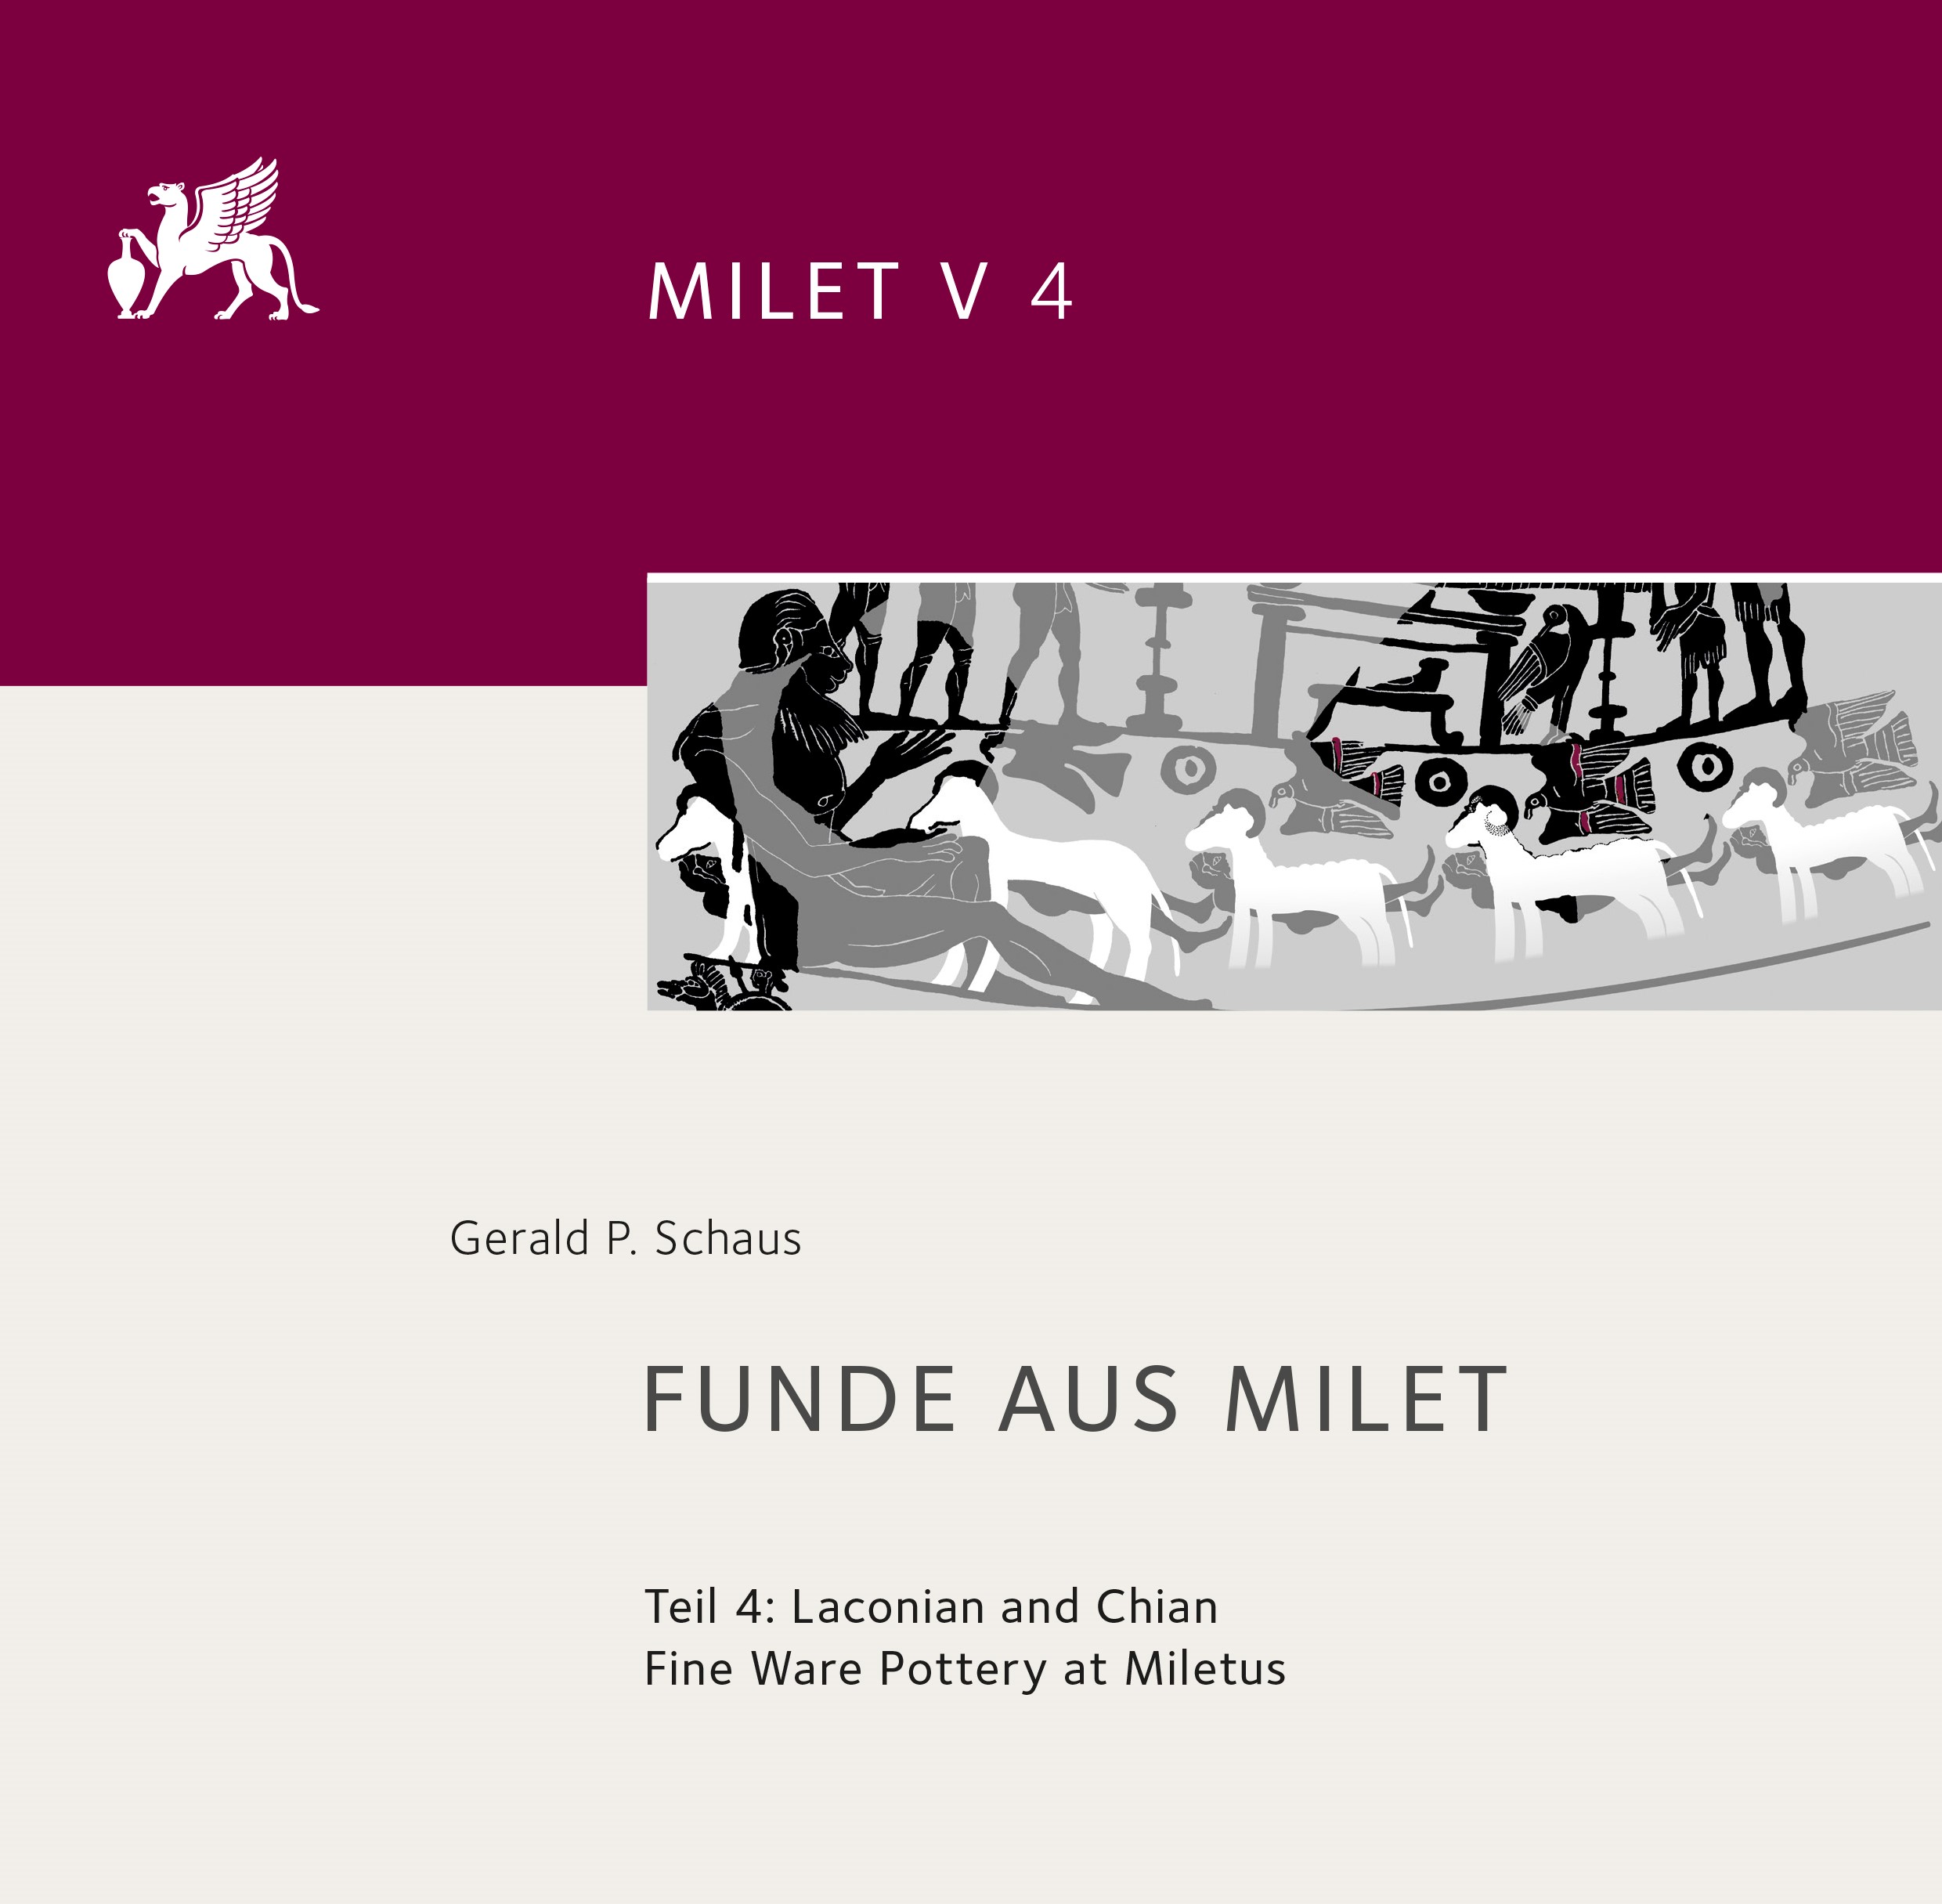 MILET V 4
Gerald P. Schaus
FUNDE AUS MILET
Teil 4: Laconian and Chian
Fine Ware Pottery at Miletus